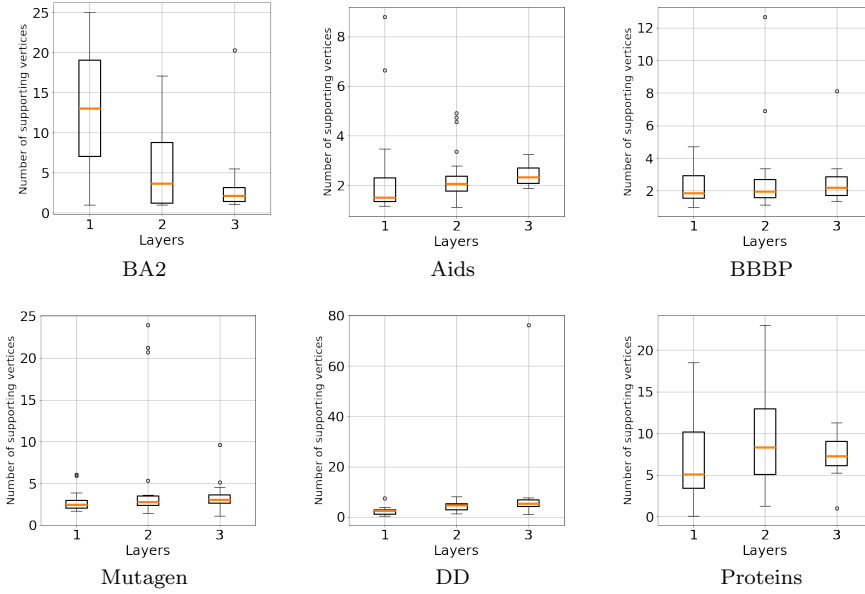 Number of supporting vertices
25
20
15
10
5
0
1 2 3
Layers
BA2
Number of supporting vertices
8
6
4
2
1 2 3
Layers
Aids
Number of supporting vertices
12
10
8
6
4
2
1 2 3
Layers
BBBP
Number of supporting vertices
25
20
15
10
5
0
1 2 3
Layers
Mutagen
Number of supporting vertices
80
60
40
20
0
1 2 3
Layers
DD
Number of supporting vertices
20
15
10
5
0
1 2 3
Layers
Proteins